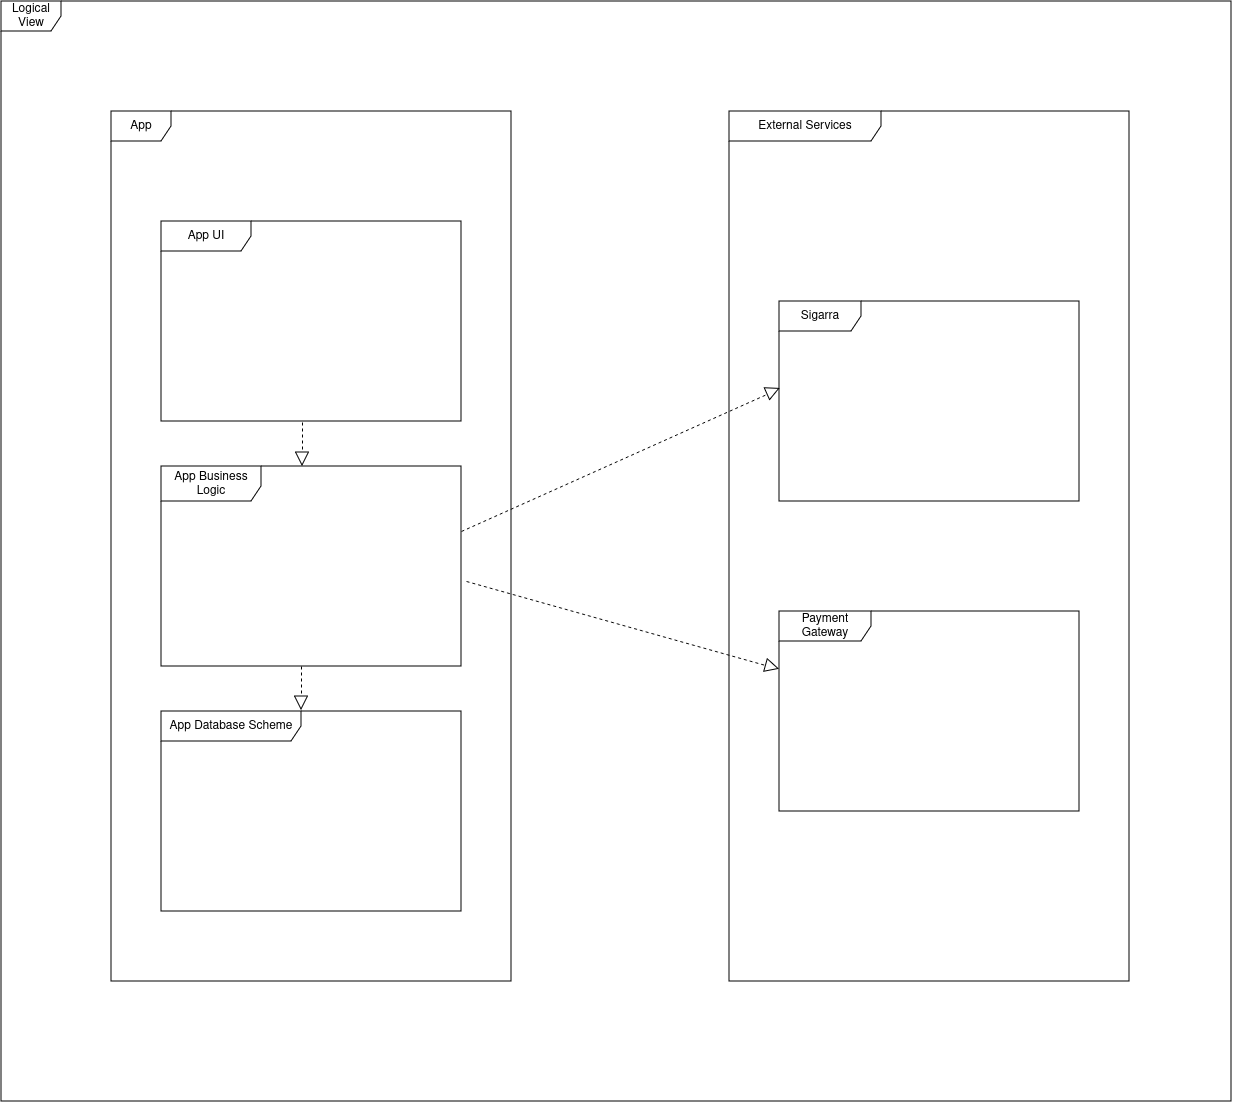 Logical
View
App
External Services
App UI
Sigarra
App Business
Logic
Payment
Gateway
App Database Scheme